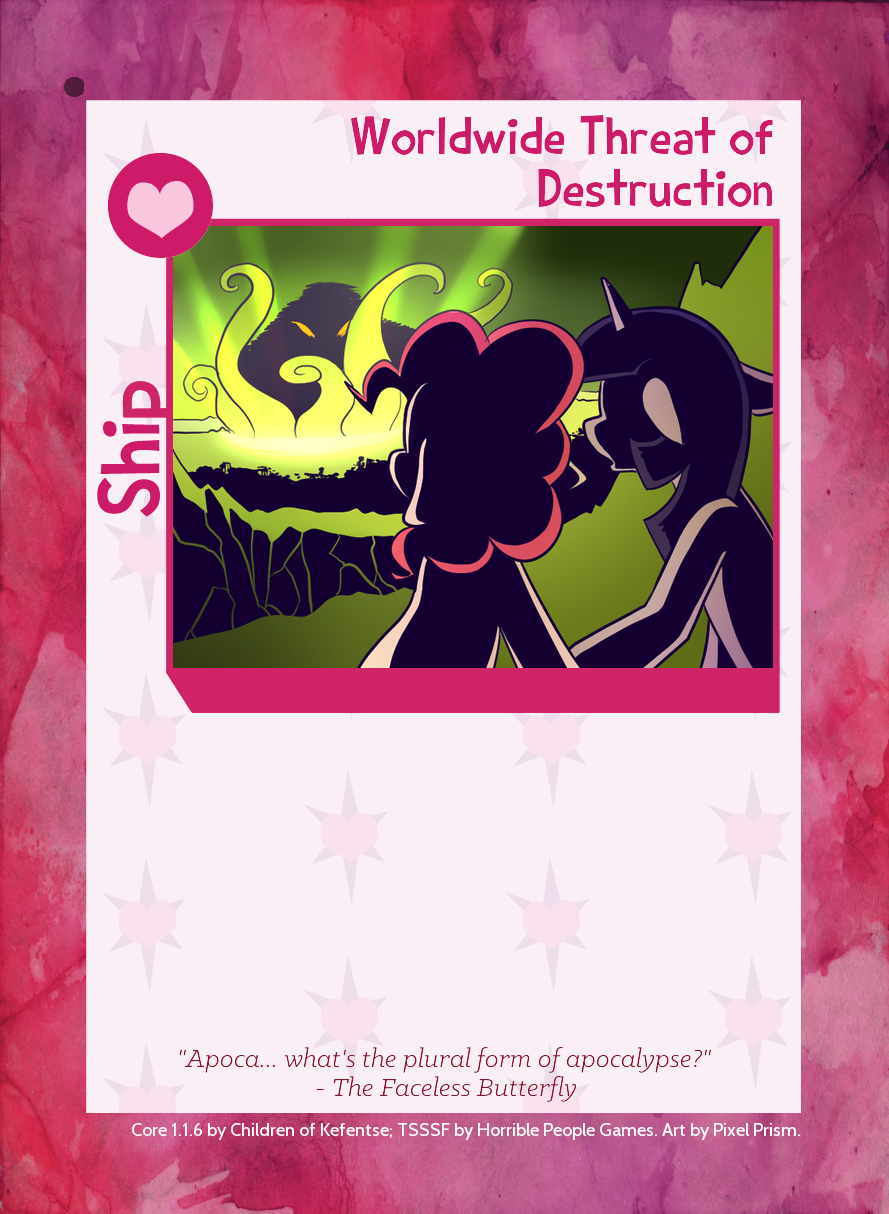 Worldwide Threat of
Destruction
Ship
"Apoca... what's the plural form of apocalypse?"
- The Faceless Butterfly
Core 1.1.6 by Children of Kefentse; TSSSF by Horrible People Games. Art by Pixel Prism.